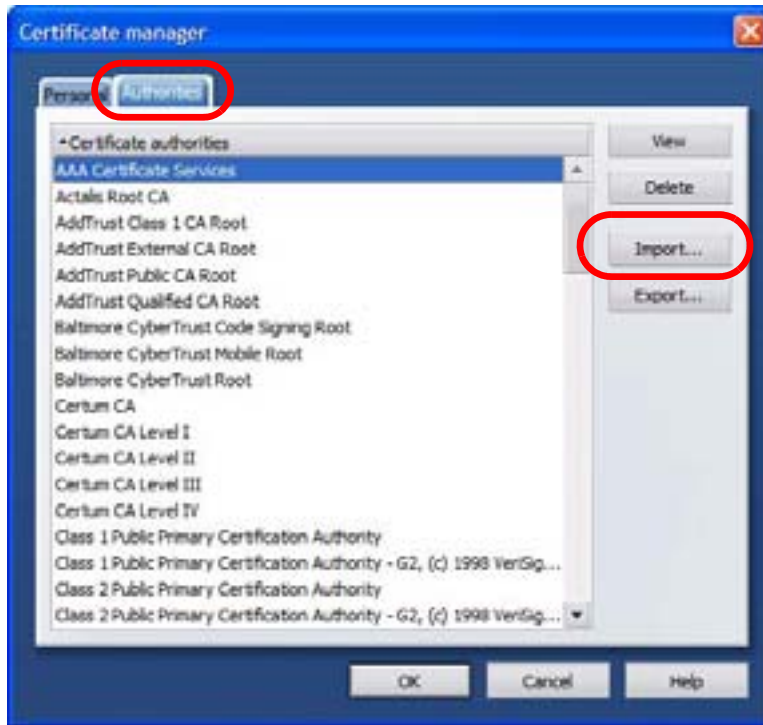 Certificate manager
Personal Authorities
Certificate authorities
View
AAA Certificate Services
Actalis Root CA
Delete
AddTrust Class 1 CA Root
AddTrust External CA Root
Import...
AddTrust Public CA Root
AddTrust Qualified CA Root
Export...
Baltimore CyberTrust Code Signing Root
Baltimore CyberTrust Mobile Root
Baltimore CyberTrust Root
Certum CA
Certum CA Level I
Certum CA Level II
Certum CA Level III
Certum CA Level IV
Class 1 Public Primary Certification Authority
Class 1 Public Primary Certification Authority - G2, (c) 1998 VeriSig...
Class 2 Public Primary Certification Authority
Class 2 Public Primary Certification Authority - G2, (c) 1998 VeriSig...
OK Cancel Help